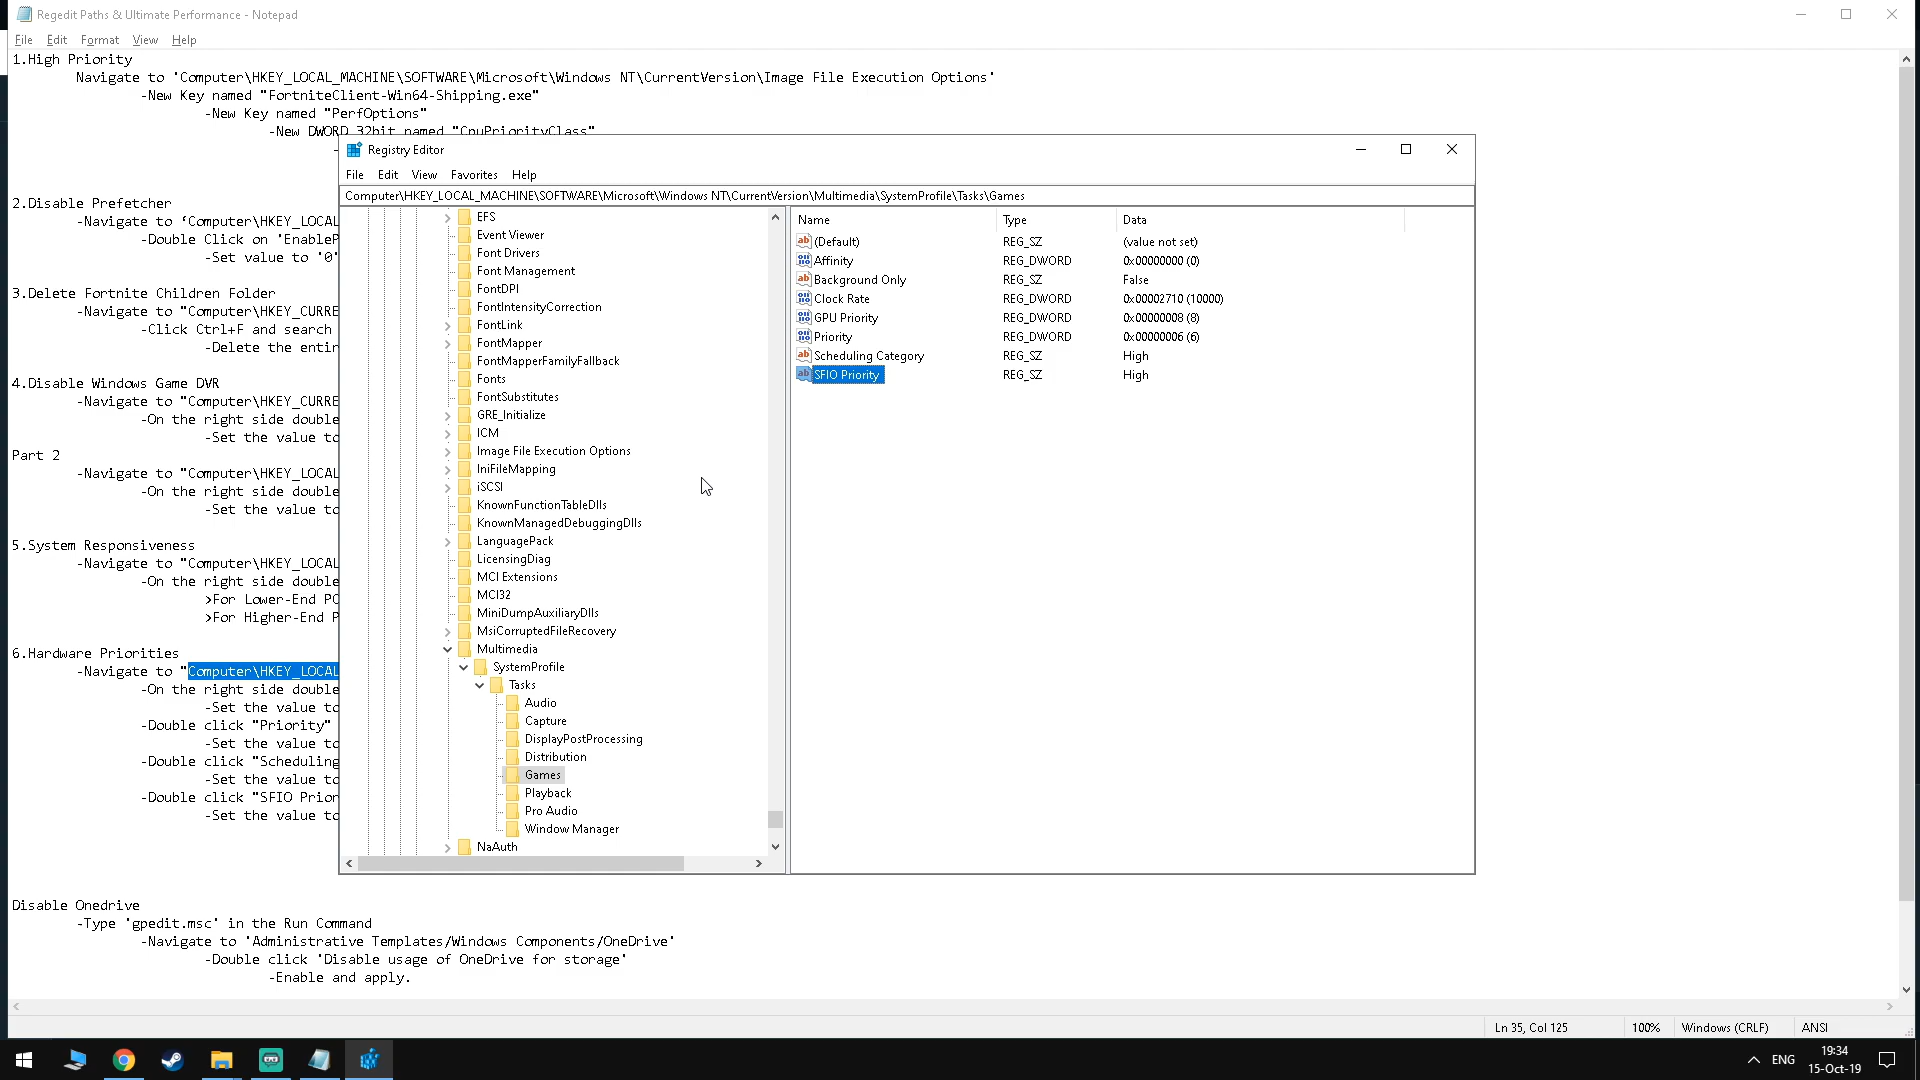 Regedit Paths & Ultimate Performance - Notepad
File Edit Format View Help
1.High Priority
Navigate to 'Computer\HKEY_LOCAL_MACHINE\SOFTWARE\Microsoft\Windows NT\CurrentVersion\Image File Execution Options'
-New Key named "FortniteClient-Win64-Shipping.exe"
-New Key named "PerfOptions"
-New DWORD 32bit named "CpuPriorityClass"
-
2.Disable Prefetcher
-Navigate to ‘Computer\HKEY_LOCAL
-Double Click on 'EnableP
-Set value to '0'
3.Delete Fortnite Children Folder
-Navigate to "Computer\HKEY_CURRE
-Click Ctrl+F and search
-Delete the entir
4.Disable Windows Game DVR
-Navigate to "Computer\HKEY_CURRE
-On the right side double
-Set the value to
Part 2
-Navigate to "Computer\HKEY_LOCAL
-On the right side double
-Set the value to
5.System Responsiveness
-Navigate to "Computer\HKEY_LOCAL
-On the right side double
>For Lower-End PC
>For Higher-End P
6.Hardware Priorities
-Navigate to "Computer\HKEY_LOCAL
-On the right side double
-Set the value to
-Double click "Priority"
-Set the value to
-Double click "Scheduling
-Set the value to
-Double click "SFIO Prior
-Set the value to
Disable Onedrive
-Type 'gpedit.msc' in the Run Command
-Navigate to 'Administrative Templates/Windows Components/OneDrive'
-Double click 'Disable usage of OneDrive for storage'
-Enable and apply.
Registry Editor
File Edit View Favorites Help
Computer\HKEY_LOCAL_MACHINE\SOFTWARE\Microsoft\Windows NT\CurrentVersion\Multimedia\SystemProfile\Tasks\Games
EFS
Event Viewer
Font Drivers
Font Management
FontDPI
FontIntensityCorrection
FontLink
FontMapper
FontMapperFamilyFallback
Fonts
FontSubstitutes
GRE_Initialize
ICM
Image File Execution Options
IniFileMapping
iSCSI
KnownFunctionTableDlls
KnownManagedDebuggingDlls
LanguagePack
LicensingDiag
MCI Extensions
MCI32
MiniDumpAuxiliaryDlls
MsiCorruptedFileRecovery
Multimedia
SystemProfile
Tasks
Audio
Capture
DisplayPostProcessing
Distribution
Games
Playback
Pro Audio
Window Manager
NaAuth
Name Type Data
(Default) REG_SZ (value not set)
Affinity REG_DWORD 0x00000000 (0)
Background Only REG_SZ False
Clock Rate REG_DWORD 0x00002710 (10000)
GPU Priority REG_DWORD 0x00000008 (8)
Priority REG_DWORD 0x00000006 (6)
Scheduling Category REG_SZ High
SFIO Priority REG_SZ High
Ln 35, Col 125 100% Windows (CRLF) ANSI
ENG
19:34
15-Oct-19